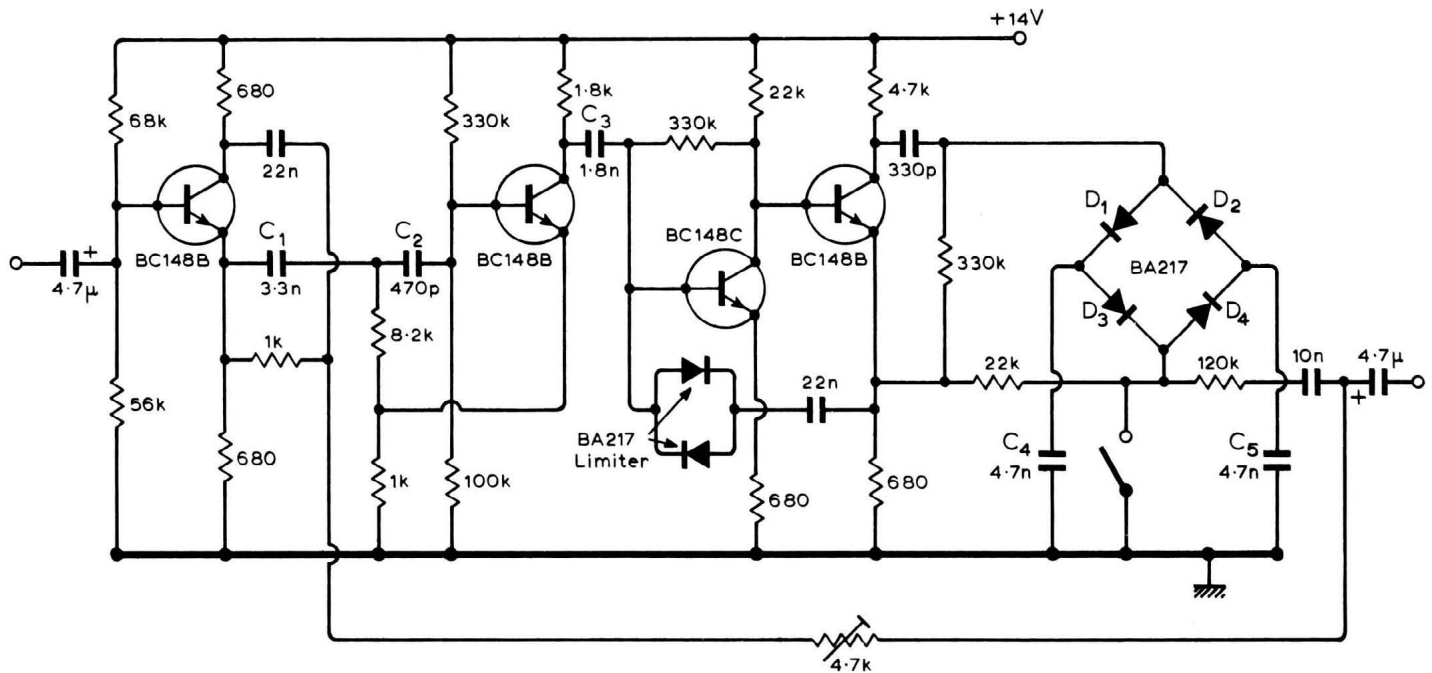 +14V
680
1·8k
22k
4·7k
68k
330k
C3
330k
22n
1·8n
330p
D1
D2
C1
C2
BC148C
BC148B
BC148B
BC148B
330k
BA217
4·7μ
+
3·3n
470p
D3
D4
8·2k
1k
22n
22k
120k
10n
4·7μ
+
56k
BA217
Limiter
C4
4·7n
C5
4·7n
680
1k
100k
680
680
4·7k